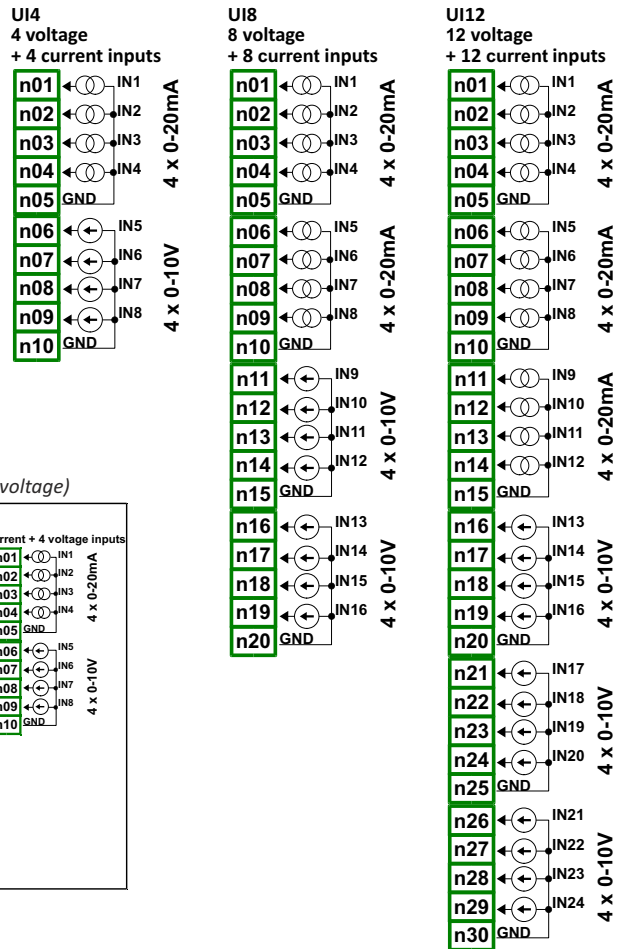 UI4
4 voltage
+ 4 current inputs
n01 IN1
n02 IN2
n03 IN3
n04 IN4
n05 GND
4 x 0-20mA
n06 IN5
n07 IN6
n08 IN7
n09 IN8
n10 GND
4 x 0-10V
UI8
8 voltage
+ 8 current inputs
n01 IN1
n02 IN2
n03 IN3
n04 IN4
n05 GND
4 x 0-20mA
n06 IN5
n07 IN6
n08 IN7
n09 IN8
n10 GND
4 x 0-20mA
n11 IN9
n12 IN10
n13 IN11
n14 IN12
n15 GND
4 x 0-10V
n16 IN13
n17 IN14
n18 IN15
n19 IN16
n20 GND
4 x 0-10V
UI12
12 voltage
+ 12 current inputs
n01 IN1
n02 IN2
n03 IN3
n04 IN4
n05 GND
4 x 0-20mA
n06 IN5
n07 IN6
n08 IN7
n09 IN8
n10 GND
4 x 0-20mA
n11 IN9
n12 IN10
n13 IN11
n14 IN12
n15 GND
4 x 0-20mA
n16 IN13
n17 IN14
n18 IN15
n19 IN16
n20 GND
4 x 0-10V
n21 IN17
n22 IN18
n23 IN19
n24 IN20
n25 GND
4 x 0-10V
n26 IN21
n27 IN22
n28 IN23
n29 IN24
n30 GND
4 x 0-10V
voltage)
rrent + 4 voltage inputs
n01 IN1
n02 IN2
n03 IN3
n04 IN4
n05 GND
4 x 0-20mA
n06 IN5
n07 IN6
n08 IN7
n09 IN8
n10 GND
4 x 0-10V